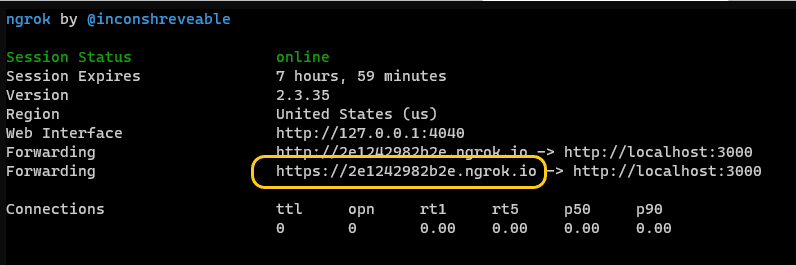 ngrok by @inconshreveable
Session Status online
Session Expires 7 hours, 59 minutes
Version 2.3.35
Region United States (us)
Web Interface http://127.0.0.1:4040
Forwarding http://2e1242982b2e.ngrok.io -> http://localhost:3000
Forwarding https://2e1242982b2e.ngrok.io -> http://localhost:3000
Connections ttl opn rt1 rt5 p50 p90
0 0 0.00 0.00 0.00 0.00